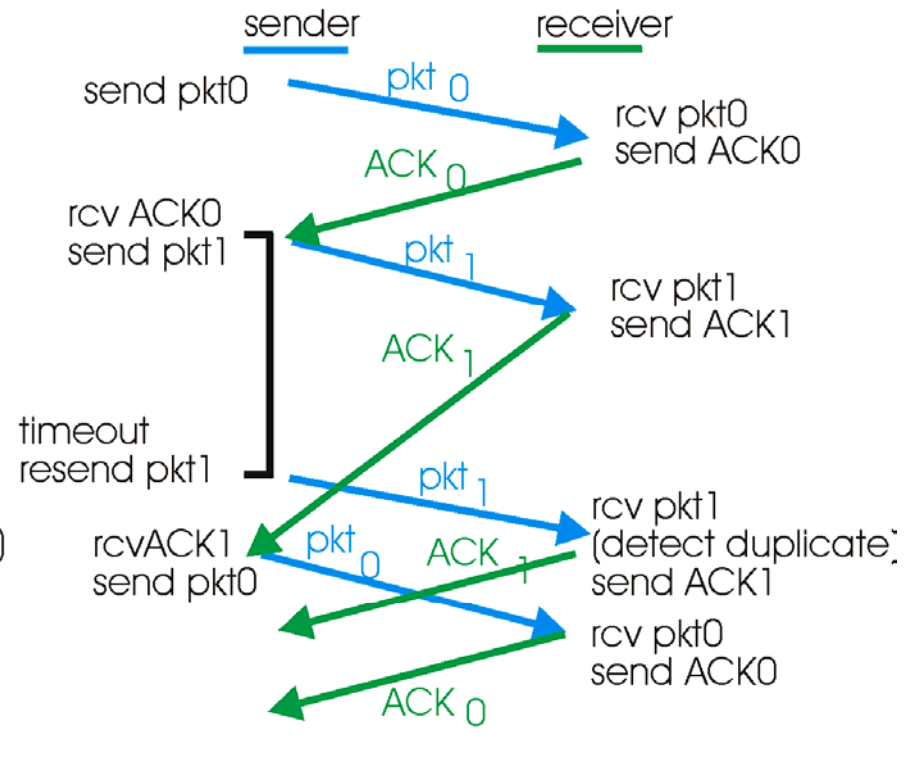 sender
receiver
send pkt0
pkt 0
rcv pkt0
send ACK0
ACK 0
rcv ACK0
send pkt1
pkt 1
rcv pkt1
send ACK1
ACK 1
timeout
resend pkt1
pkt 1
rcv pkt1
(detect duplicate)
send ACK1
)
rcvACK1
send pkt0
pkt 0
ACK 1
rcv pkt0
send ACK0
ACK 0